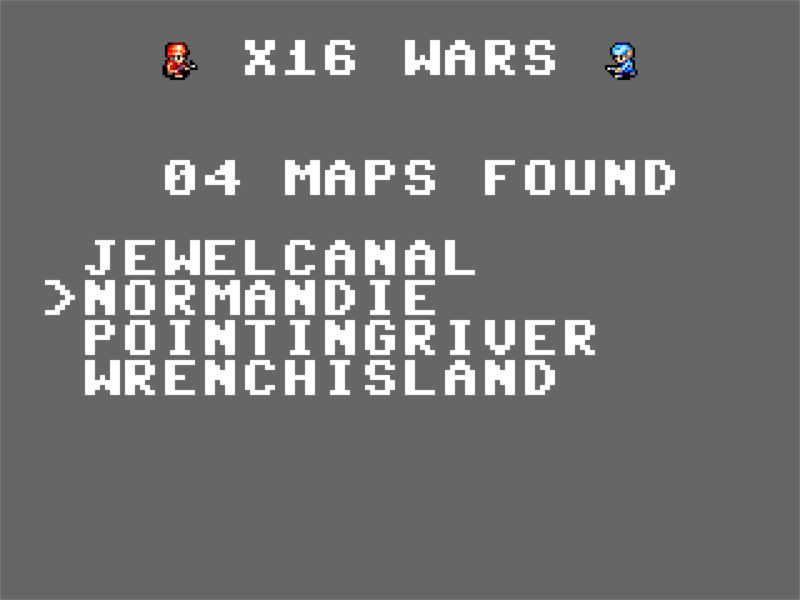 X16 WARS
04 MAPS FOUND
JEWELCANAL
>NORMANDIE
POINTINGRIVER
WRENCHISLAND